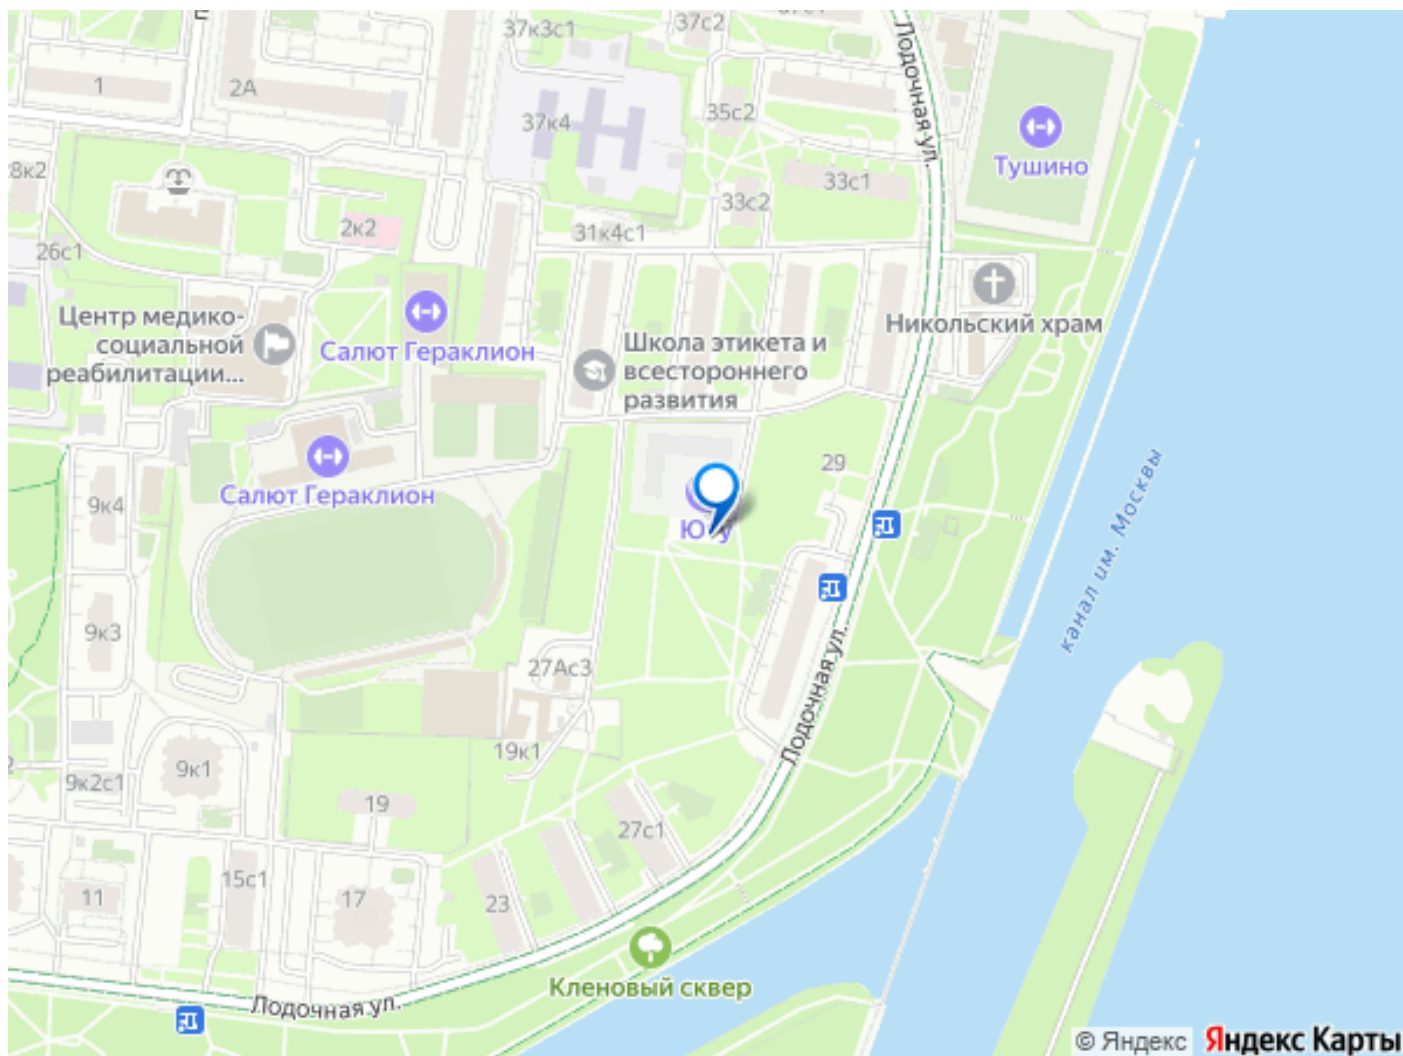 37к3с1
37с2
1
2А
Лодочная ул.
37к4
35с2
Тушино
8к2
33с1
33с2
2к2
31к4с1
26с1
Никольский храм
Центр медико-
социальной
реабилитации...
Салют Гераклион
Школа этикета и
всестороннего
развития
29
Салют Гераклион
9к4
канал им. Москвы
9к3
27Ас3
Лодочная ул.
19к1
9к1
9к2с1
19
27с1
15с1
11
17
23
Кленовый сквер
Лодочная ул.
© Яндекс Яндекс Карты